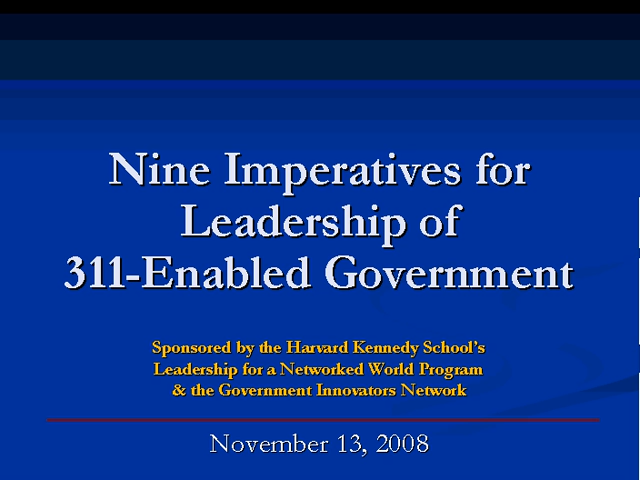 Nine Imperatives for
Leadership of
311-Enabled Government
Sponsored by the Harvard Kennedy School's
Leadership for a Networked World Program
& the Government Innovators Network
November 13, 2008